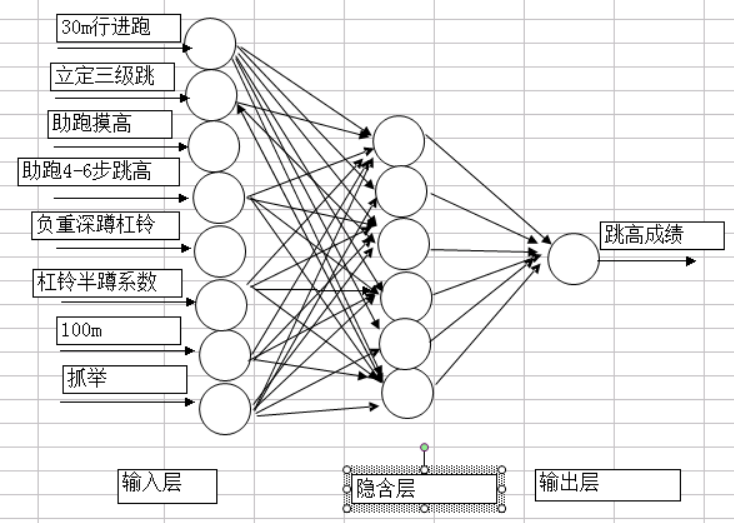 30m行进跑
立定三级跳
助跑摸高
助跑4-6步跳高
负重深蹲杠铃
杠铃半蹲系数
100m
抓举
跳高成绩
输入层
隐含层
输出层